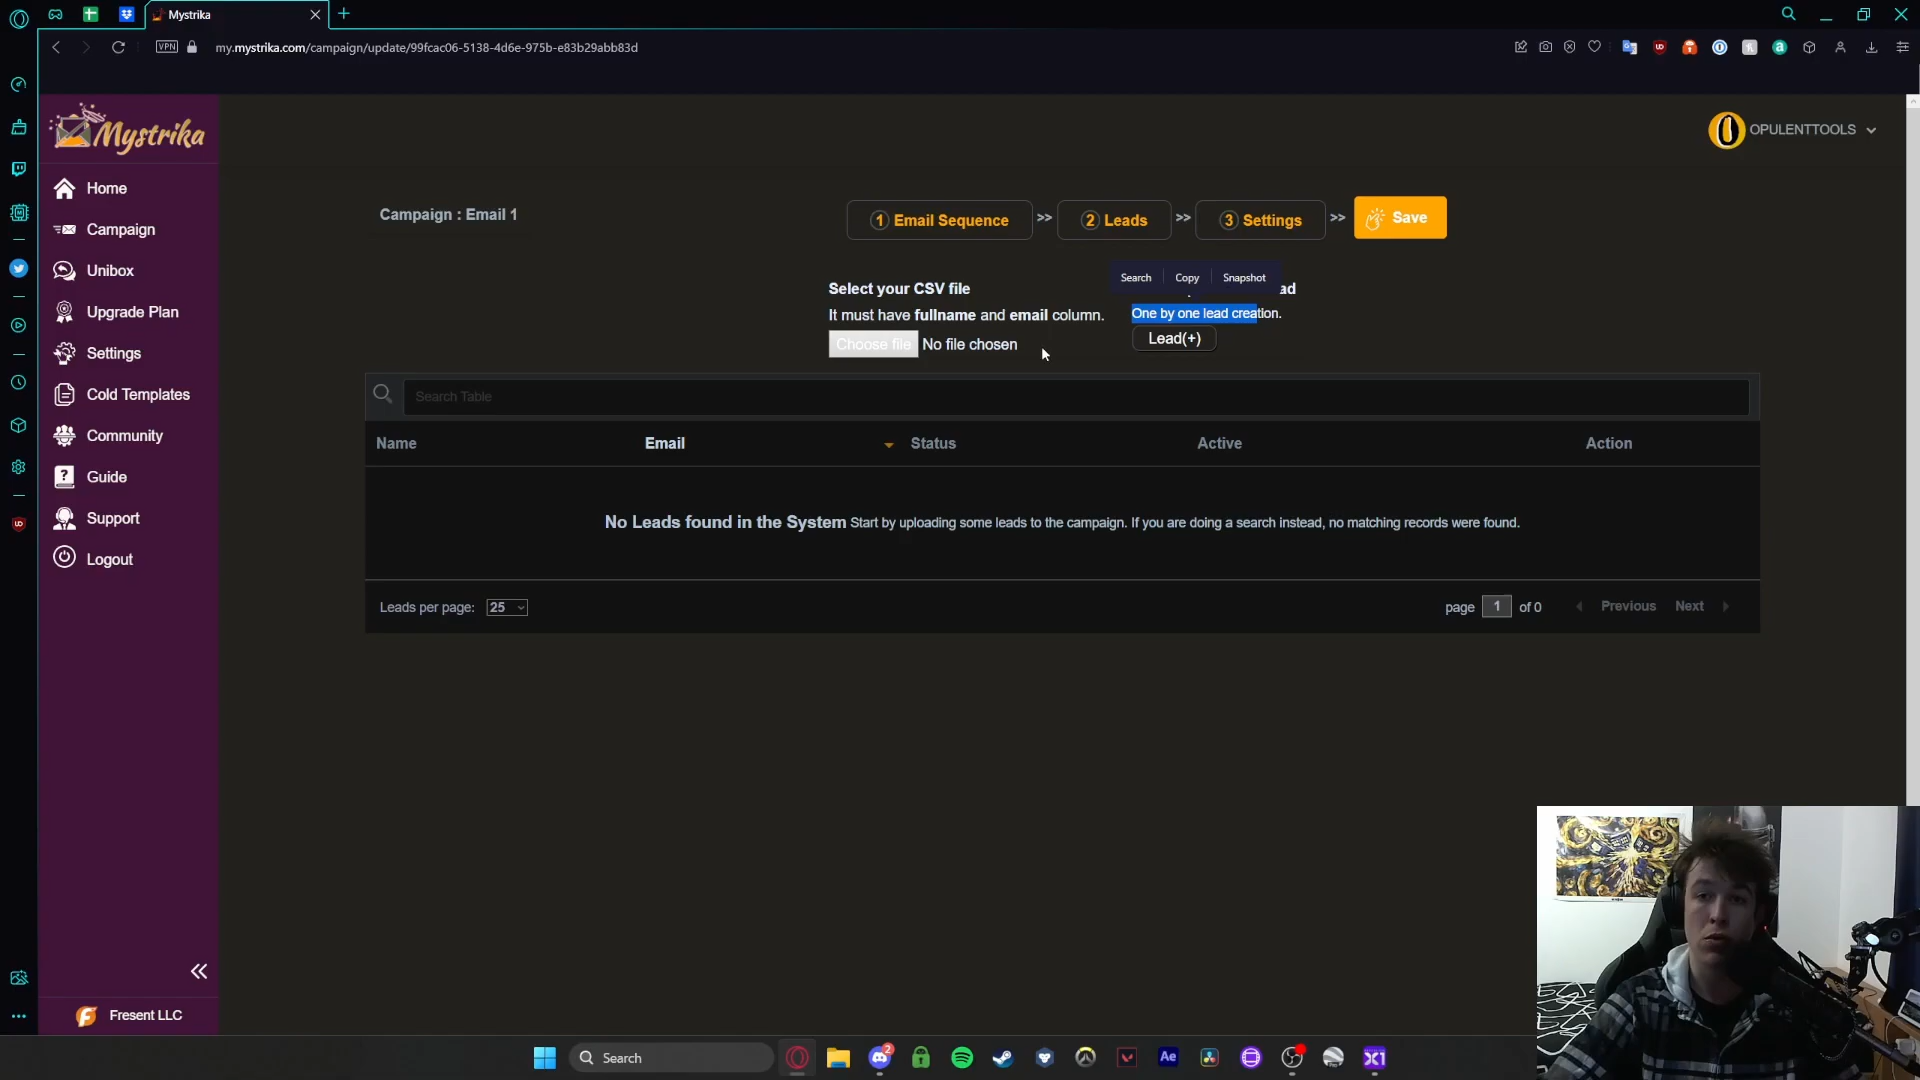 Mystrika
VPN
my.mystrika.com/campaign/update/99fcac06-5138-4d6e-975b-e83b29abb83d
Mystrika
OPULENTTOOLS
Home
Campaign
Unibox
Upgrade Plan
Settings
Cold Templates
Community
Guide
Support
Logout
Fresent LLC
Campaign : Email 1
1 Email Sequence >> 2 Leads >> 3 Settings >> Save
Search Copy Snapshot
Select your CSV file
It must have fullname and email column.
Choose file No file chosen
ad
One by one lead creation.
Lead(+)
Search Table
Name Email Status Active Action
No Leads found in the System Start by uploading some leads to the campaign. If you are doing a search instead, no matching records were found.
Leads per page: 25
page 1 of 0 Previous Next
Search
2
Ae
X1